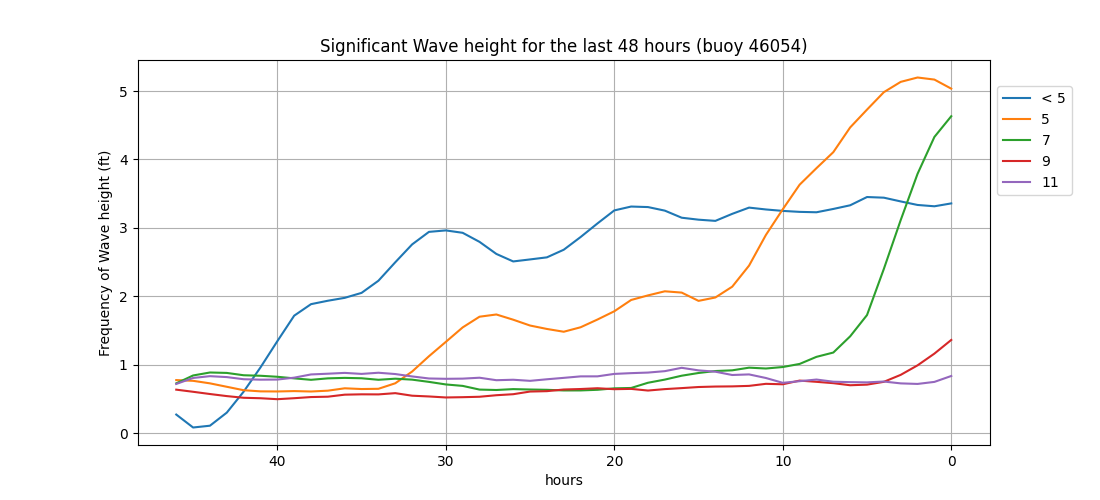 Significant Wave height for the last 48 hours (buoy 46054)
Frequency of Wave height (ft)
5
4
3
2
1
0
40 30 20 10 0
hours
< 5
5
7
9
11